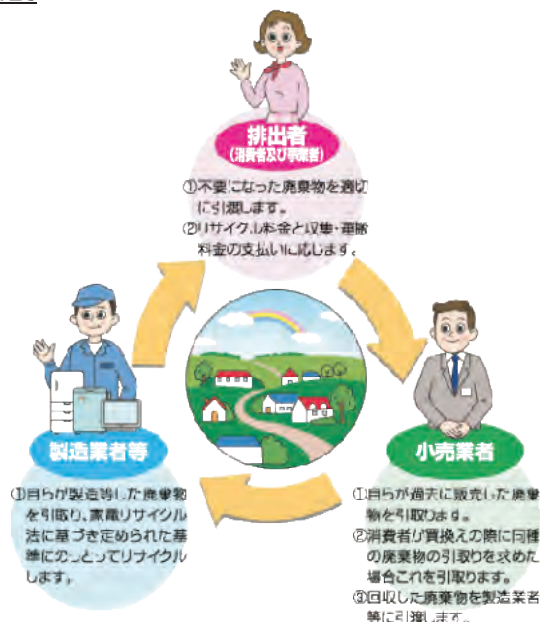 排出者
(消費者及び事業者)
①不要になった廃棄物を適切
に引渡します。
②リサイクル料金と収集・運搬
料金の支払いに応じます。
製造業者等
①自らが製造等した廃棄物
を引取り、家電リサイクル
法に基づき定められた基
準にのっとってリサイクル
します。
小売業者
①自らが過去に販売した廃棄
物を引取ります。
②消費者が買換えの際に同種
の廃棄物の引取りを求めた
場合これを引取ります。
③回収した廃棄物を製造業者
等に引渡します。